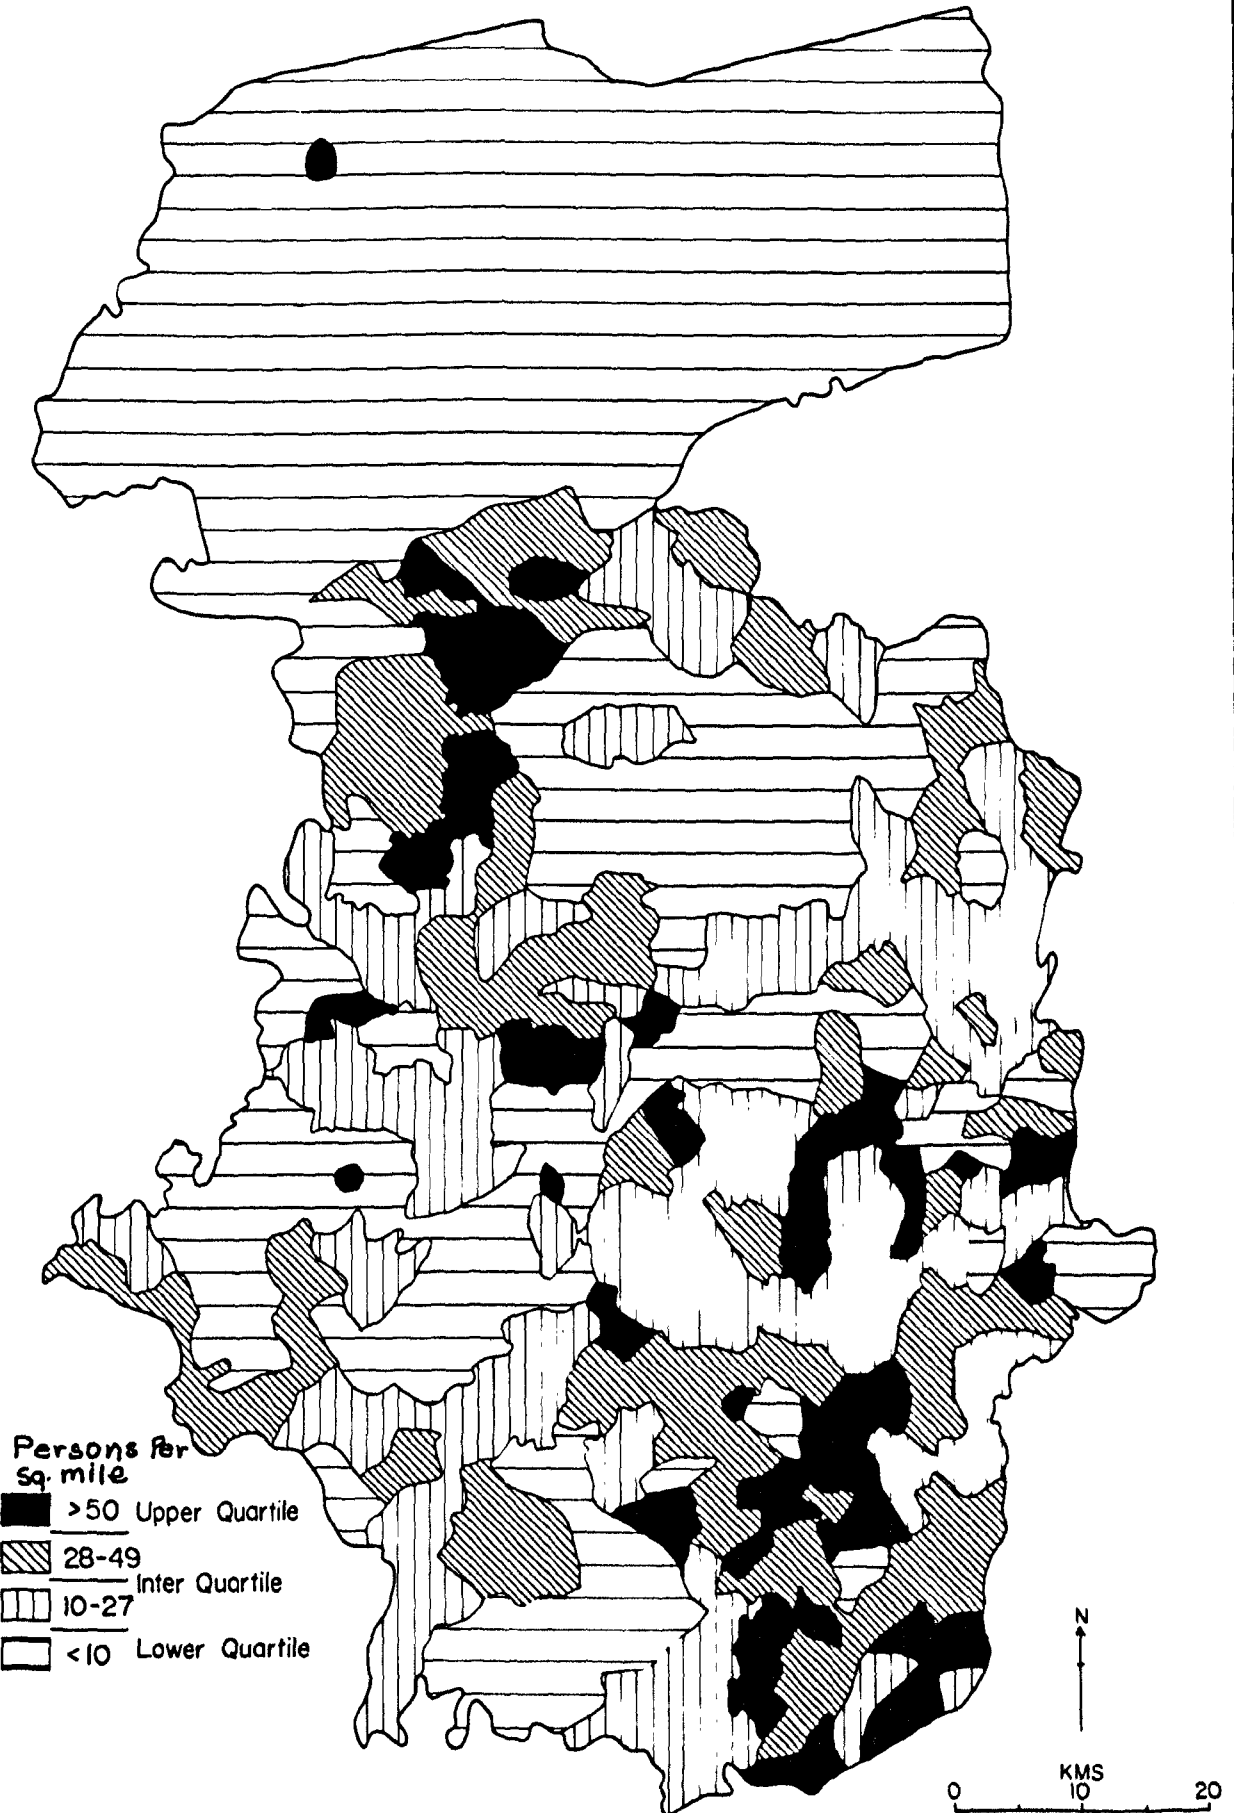 Persons Per
sq. mile
>50 Upper Quartile
28-49
Inter Quartile
10-27
<10 Lower Quartile
N
KMS
0 10 20